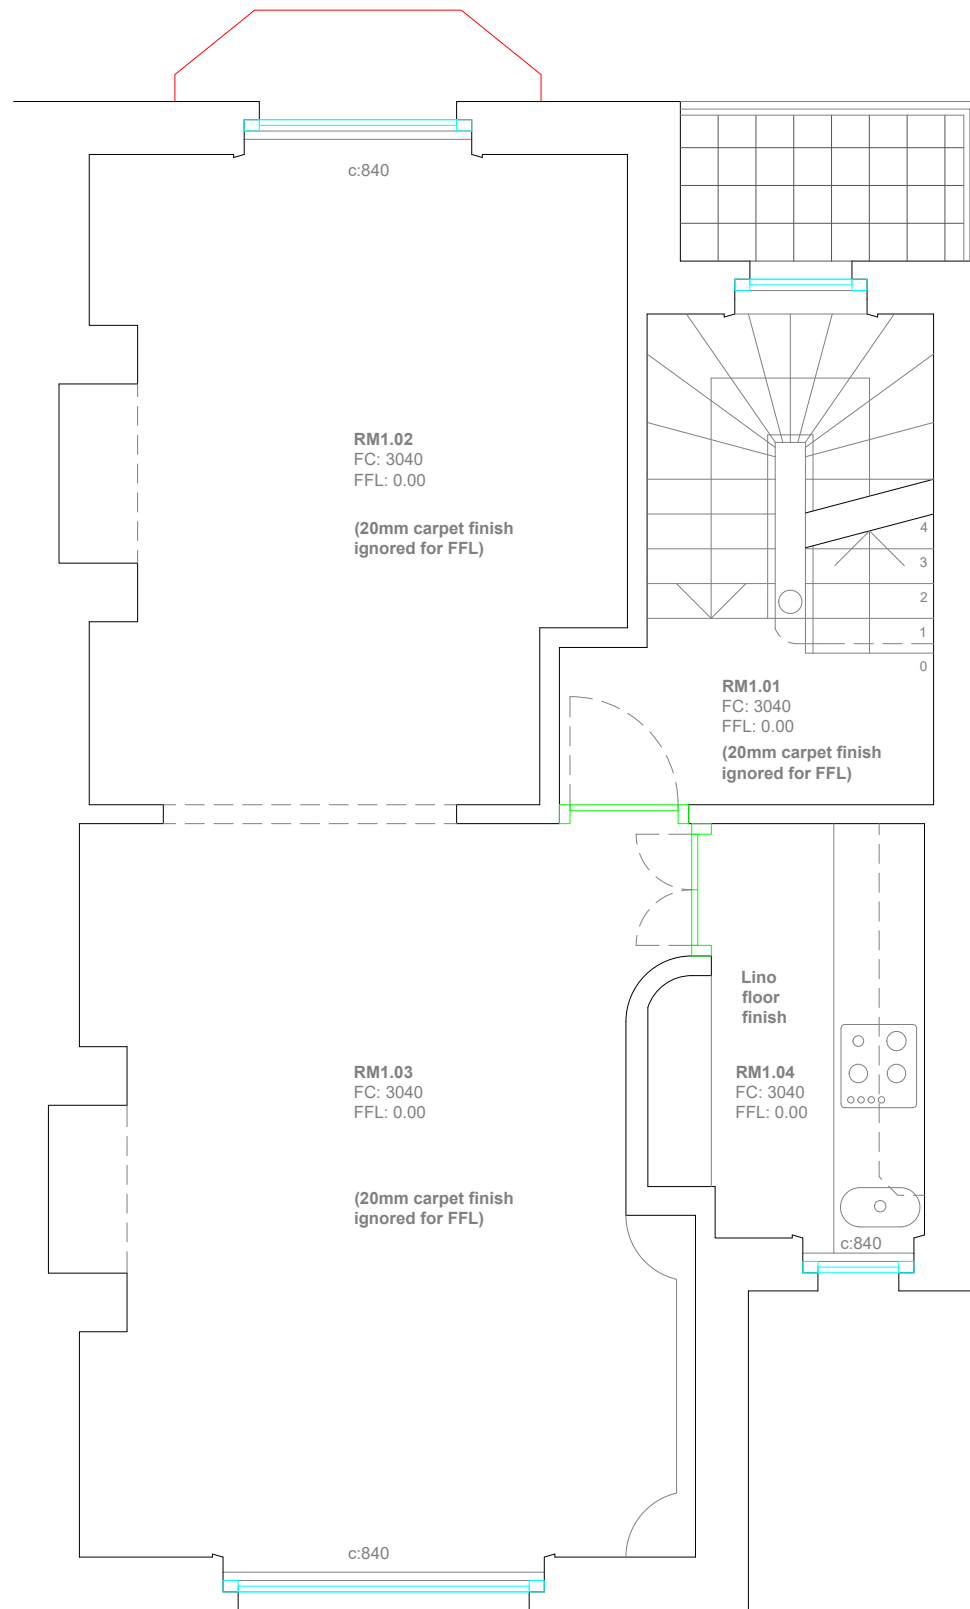 c:840
RM1.02
FC: 3040
FFL: 0.00
(20mm carpet finish
ignored for FFL)
4
3
2
1
0
RM1.01
FC: 3040
FFL: 0.00
(20mm carpet finish
ignored for FFL)
Lino
floor
finish
RM1.03
FC: 3040
FFL: 0.00
RM1.04
FC: 3040
FFL: 0.00
(20mm carpet finish
ignored for FFL)
c:840
c:840